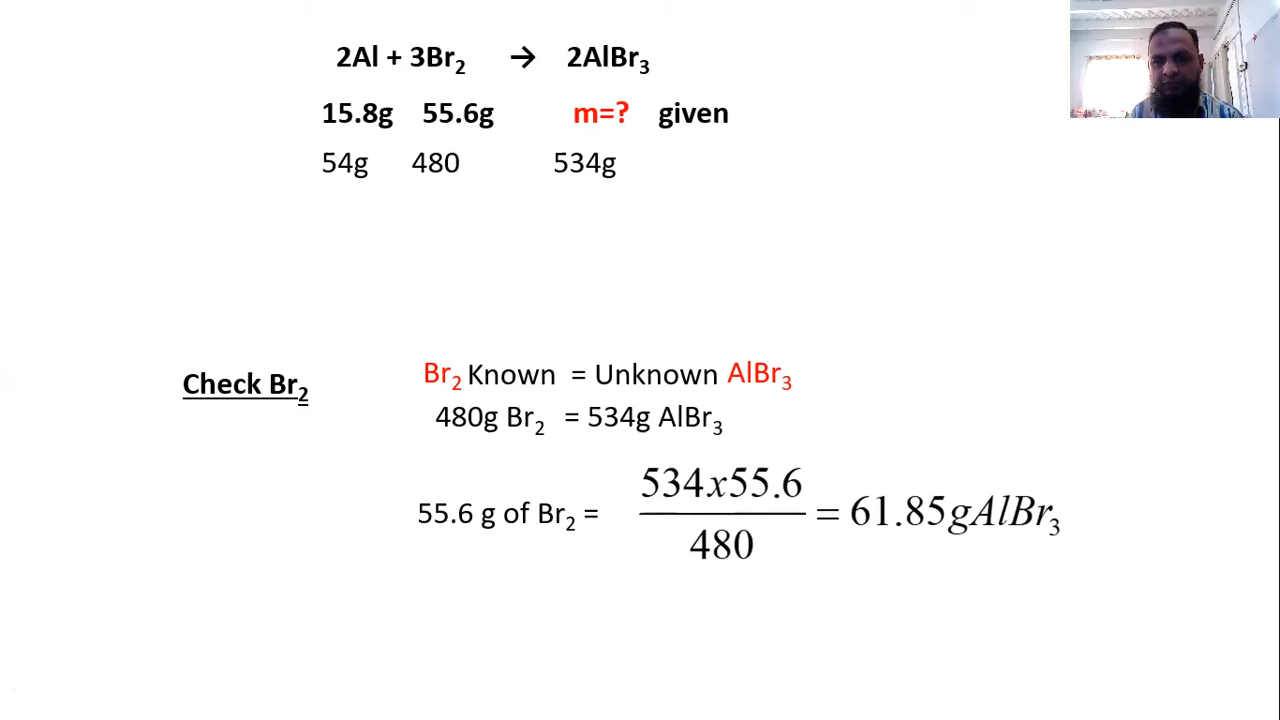 2Al + 3Br₂ → 2AlBr₃
15.8g 55.6g m=? given
54g 480 534g
Check Br₂
Br₂ Known = Unknown AlBr₃
480g Br₂ = 534g AlBr₃
55.6 g of Br₂ = 534x55.6 / 480 = 61.85gAlBr₃